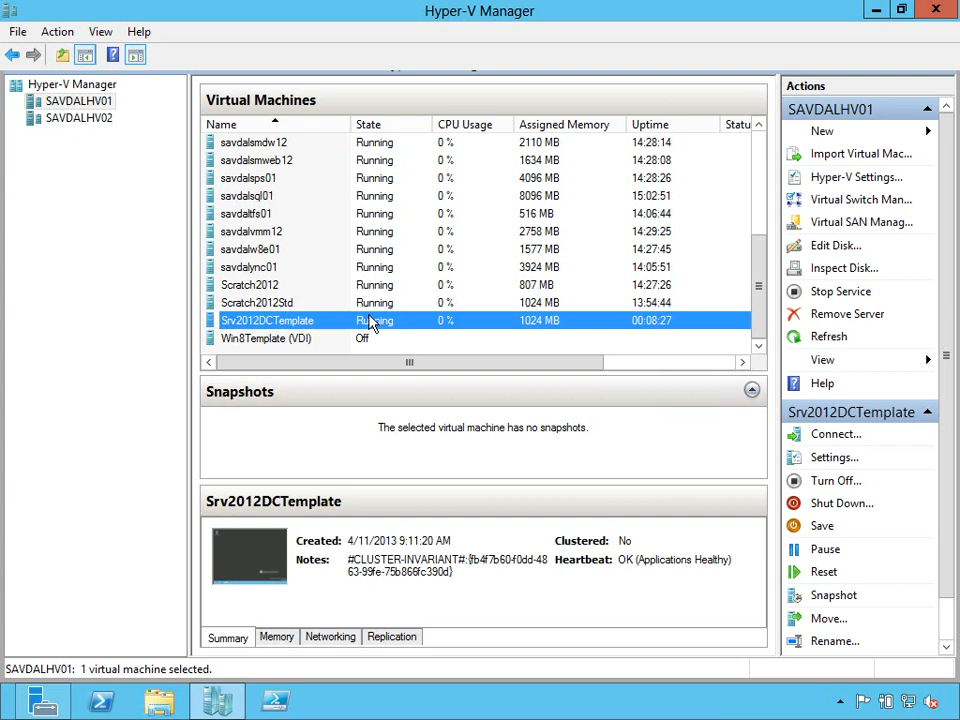 Hyper-V Manager
File Action View Help
Hyper-V Manager
SAVDALHV01
SAVDALHV02
Virtual Machines
Name State CPU Usage Assigned Memory Uptime Statu
savdalsmdw12 Running 0 % 2110 MB 14:28:14
savdalsmweb12 Running 0 % 1634 MB 14:28:08
savdalsps01 Running 0 % 4096 MB 14:28:26
savdalsql01 Running 0 % 8096 MB 15:02:51
savdaltfs01 Running 0 % 516 MB 14:06:44
savdalvmm12 Running 0 % 2758 MB 14:29:25
savdalw8e01 Running 0 % 1577 MB 14:27:45
savdalync01 Running 0 % 3924 MB 14:05:51
Scratch2012 Running 0 % 807 MB 14:27:26
Scratch2012Std Running 0 % 1024 MB 13:54:44
Srv2012DCTemplate Running 0 % 1024 MB 00:08:27
Win8Template (VDI) Off
Snapshots
The selected virtual machine has no snapshots.
Srv2012DCTemplate
Created: 4/11/2013 9:11:20 AM Clustered: No
Notes: #CLUSTER-INVARIANT#:{fb4f7b60-f0dd-48 Heartbeat: OK (Applications Healthy)
63-99fe-75b866fc390d}
Summary Memory Networking Replication
Actions
SAVDALHV01
New
Import Virtual Mac...
Hyper-V Settings...
Virtual Switch Man...
Virtual SAN Manag...
Edit Disk...
Inspect Disk...
Stop Service
Remove Server
Refresh
View
Help
Srv2012DCTemplate
Connect...
Settings...
Turn Off...
Shut Down...
Save
Pause
Reset
Snapshot
Move...
Rename...
SAVDALHV01: 1 virtual machine selected.